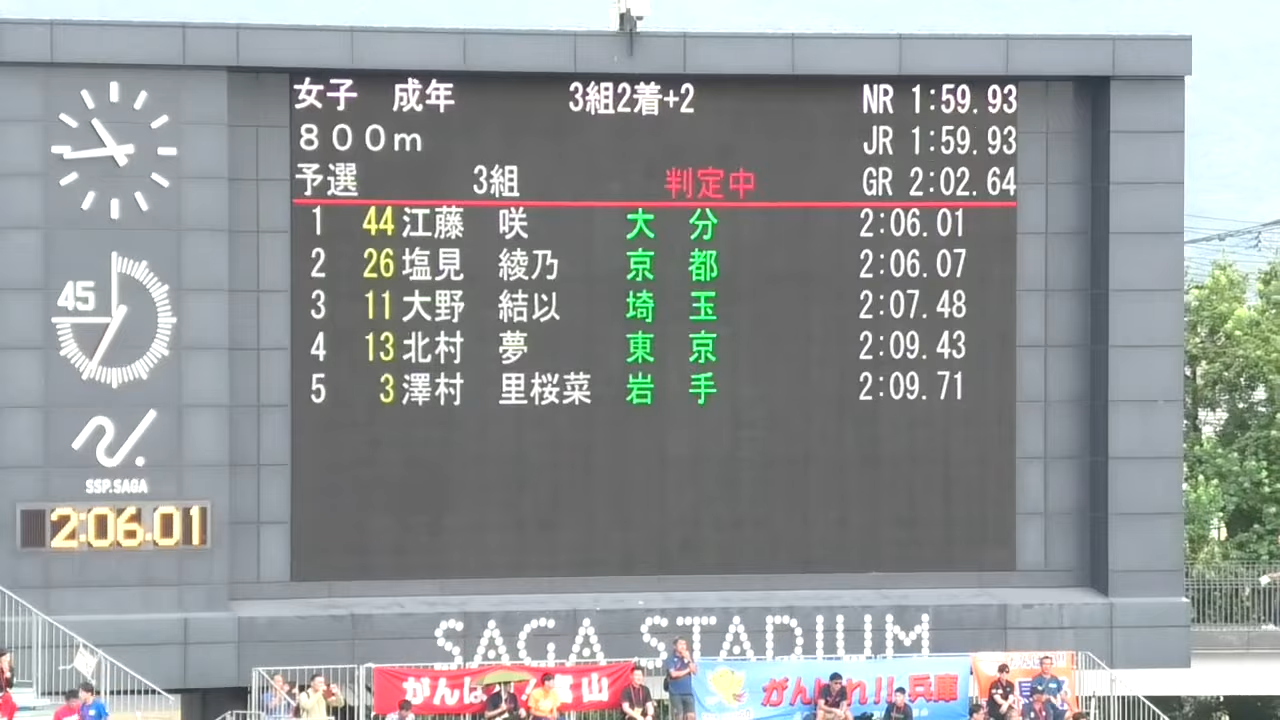 女子 成年 3組2着+2 NR 1:59.93
800m JR 1:59.93
予選 3組 判定中 GR 2:02.64
1 44 江藤 咲 大分 2:06.01
2 26 塩見 綾乃 京都 2:06.07
3 11 大野 結以 埼玉 2:07.48
4 13 北村 夢 東京 2:09.43
5 3 澤村 里桜菜 岩手 2:09.71
45
SSP.SAGA
2:06.01
SAGA STADIUM
がんば 山
がんばれ!! 兵庫